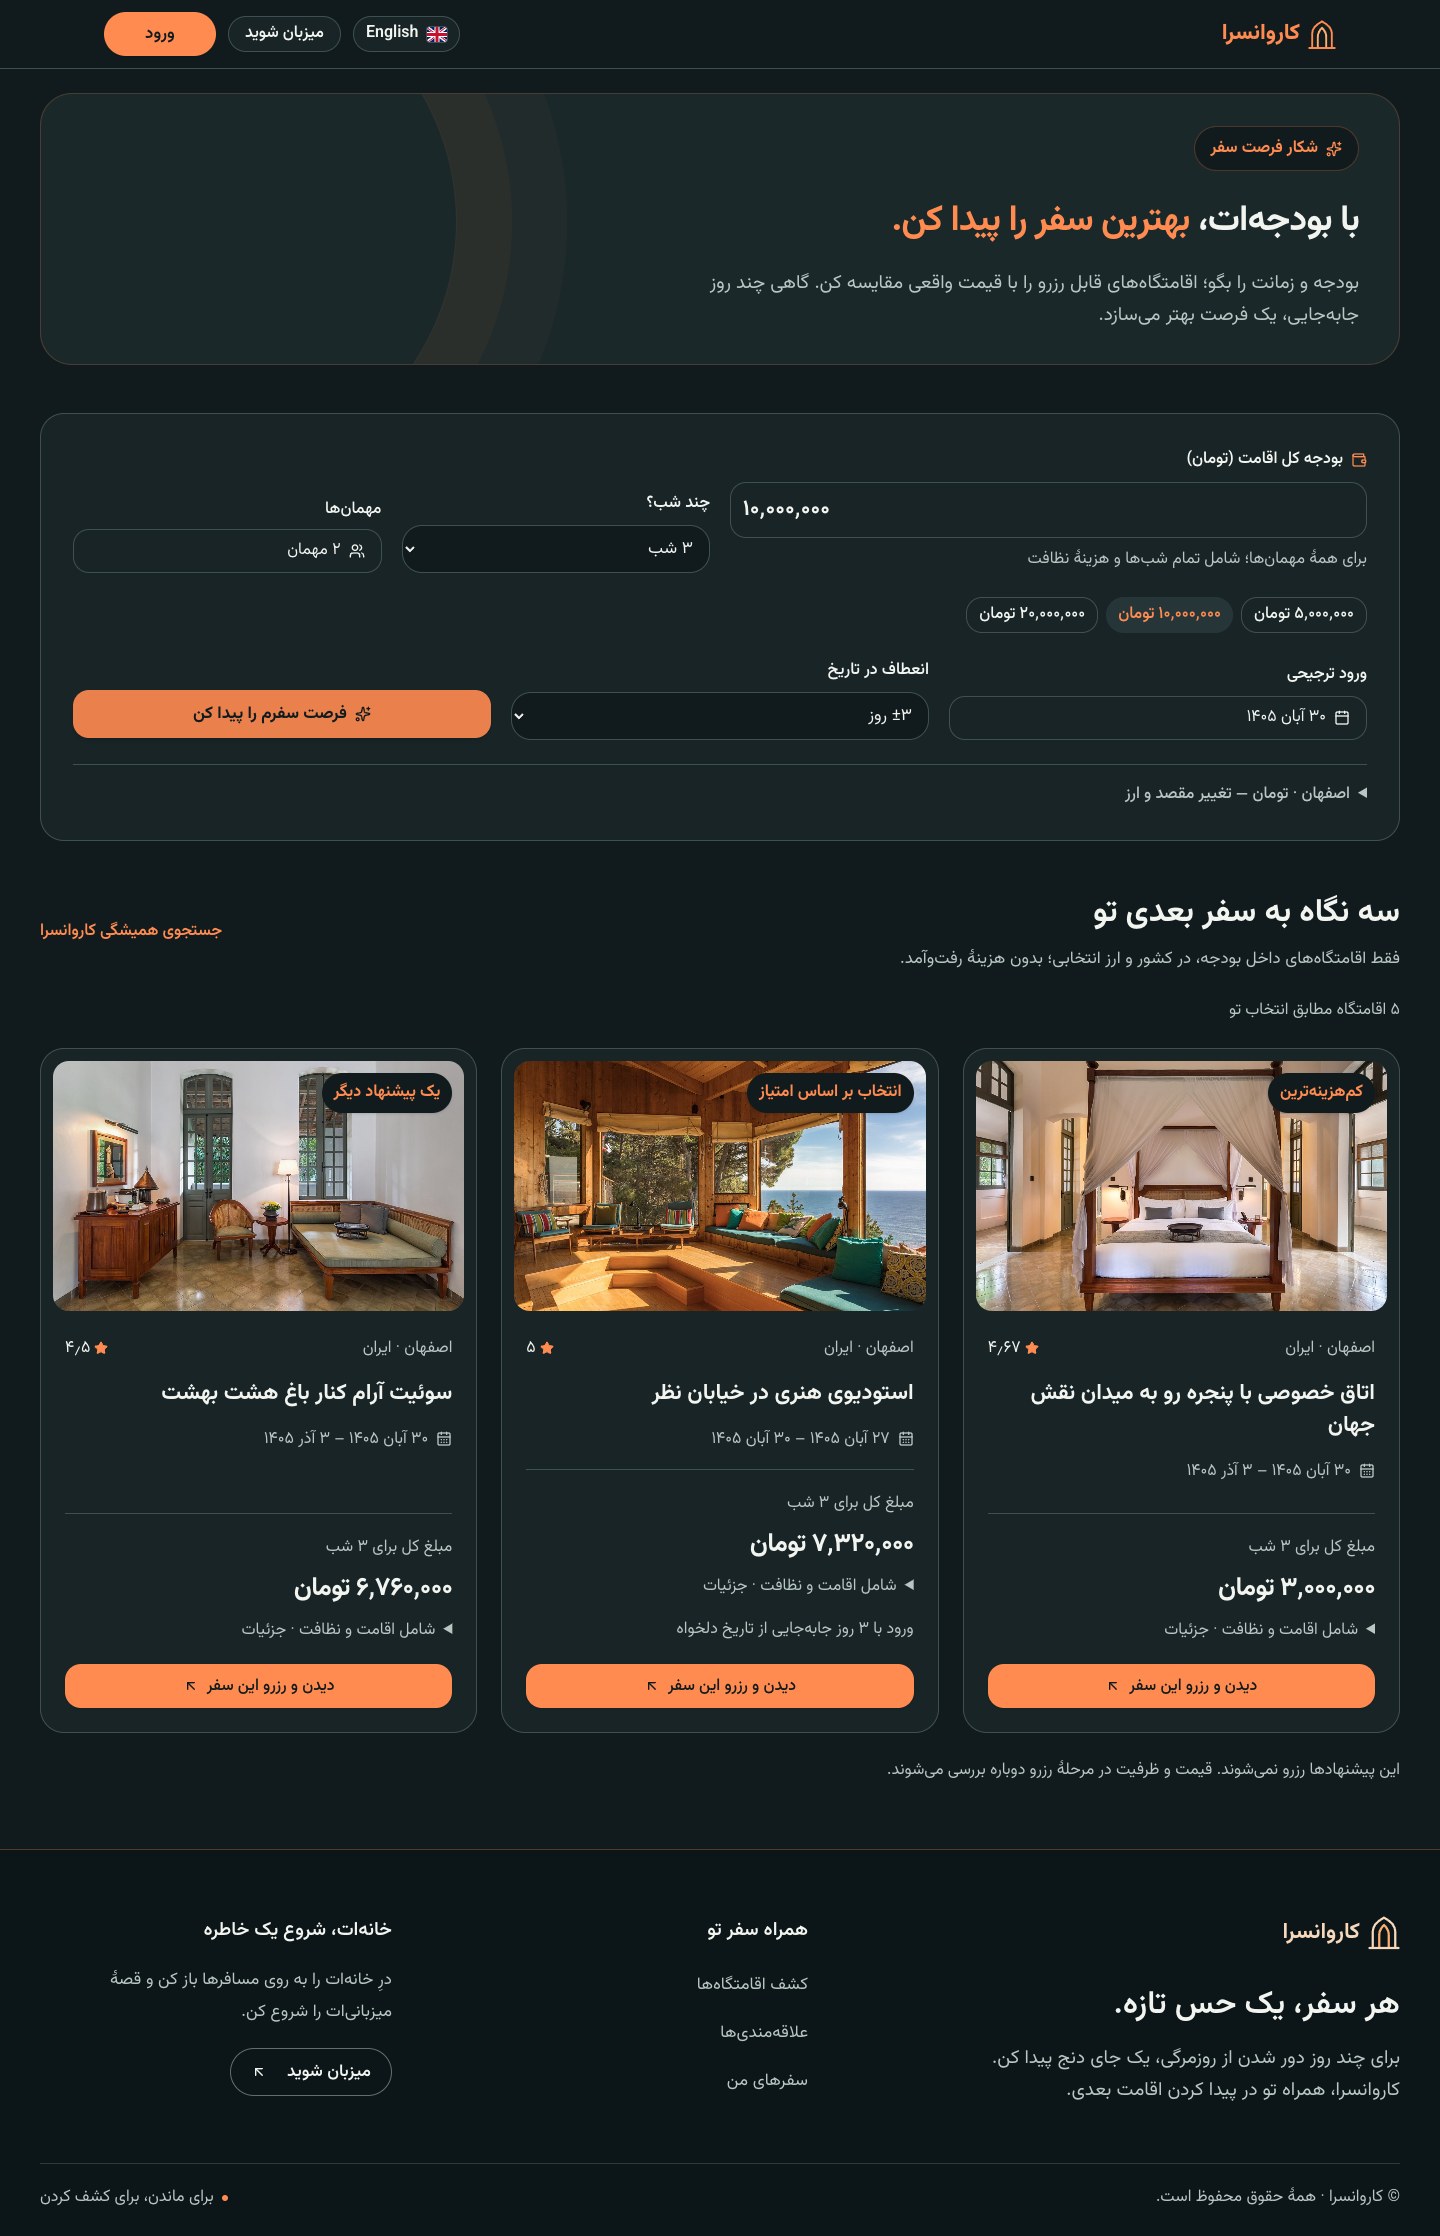 کاروانسرا
English
میزبان شوید
ورود
شکار فرصت سفر
با بودجه‌ات، بهترین سفر را پیدا کن.
بودجه و زمانت را بگو؛ اقامتگاه‌های قابل رزرو را با قیمت واقعی مقایسه کن. گاهی چند روز
جابه‌جایی، یک فرصت بهتر می‌سازد.
بودجه کل اقامت (تومان)
۱۰,۰۰۰,۰۰۰
برای همهٔ مهمان‌ها؛ شامل تمام شب‌ها و هزینهٔ نظافت
چند شب؟
۳ شب
مهمان‌ها
۲ مهمان
۵,۰۰۰,۰۰۰ تومان
۱۰,۰۰۰,۰۰۰ تومان
۲۰,۰۰۰,۰۰۰ تومان
ورود ترجیحی
۳۰ آبان ۱۴۰۵
انعطاف در تاریخ
±۳ روز
فرصت سفرم را پیدا کن
اصفهان · تومان — تغییر مقصد و ارز
سه نگاه به سفر بعدی تو
جستجوی همیشگی کاروانسرا
فقط اقامتگاه‌های داخل بودجه، در کشور و ارز انتخابی؛ بدون هزینهٔ رفت‌وآمد.
۵ اقامتگاه مطابق انتخاب تو
کم‌هزینه‌ترین
اصفهان · ایران
۴٫۶۷
اتاق خصوصی با پنجره رو به میدان نقش
جهان
۳۰ آبان ۱۴۰۵ – ۳ آذر ۱۴۰۵
مبلغ کل برای ۳ شب
۳,۰۰۰,۰۰۰ تومان
شامل اقامت و نظافت · جزئیات
دیدن و رزرو این سفر
انتخاب بر اساس امتیاز
اصفهان · ایران
۵
استودیوی هنری در خیابان نظر
۲۷ آبان ۱۴۰۵ – ۳۰ آبان ۱۴۰۵
مبلغ کل برای ۳ شب
۷,۳۲۰,۰۰۰ تومان
شامل اقامت و نظافت · جزئیات
ورود با ۳ روز جابه‌جایی از تاریخ دلخواه
دیدن و رزرو این سفر
یک پیشنهاد دیگر
اصفهان · ایران
۴٫۵
سوئیت آرام کنار باغ هشت بهشت
۳۰ آبان ۱۴۰۵ – ۳ آذر ۱۴۰۵
مبلغ کل برای ۳ شب
۶,۷۶۰,۰۰۰ تومان
شامل اقامت و نظافت · جزئیات
دیدن و رزرو این سفر
این پیشنهادها رزرو نمی‌شوند. قیمت و ظرفیت در مرحلهٔ رزرو دوباره بررسی می‌شوند.
کاروانسرا
هر سفر، یک حس تازه.
برای چند روز دور شدن از روزمرگی، یک جای دنج پیدا کن.
کاروانسرا، همراه تو در پیدا کردن اقامت بعدی.
همراه سفر تو
کشف اقامتگاه‌ها
علاقه‌مندی‌ها
سفرهای من
خانه‌ات، شروع یک خاطره
درِ خانه‌ات را به روی مسافرها باز کن و قصهٔ
میزبانی‌ات را شروع کن.
میزبان شوید
© کاروانسرا · همهٔ حقوق محفوظ است.
برای ماندن، برای کشف کردن